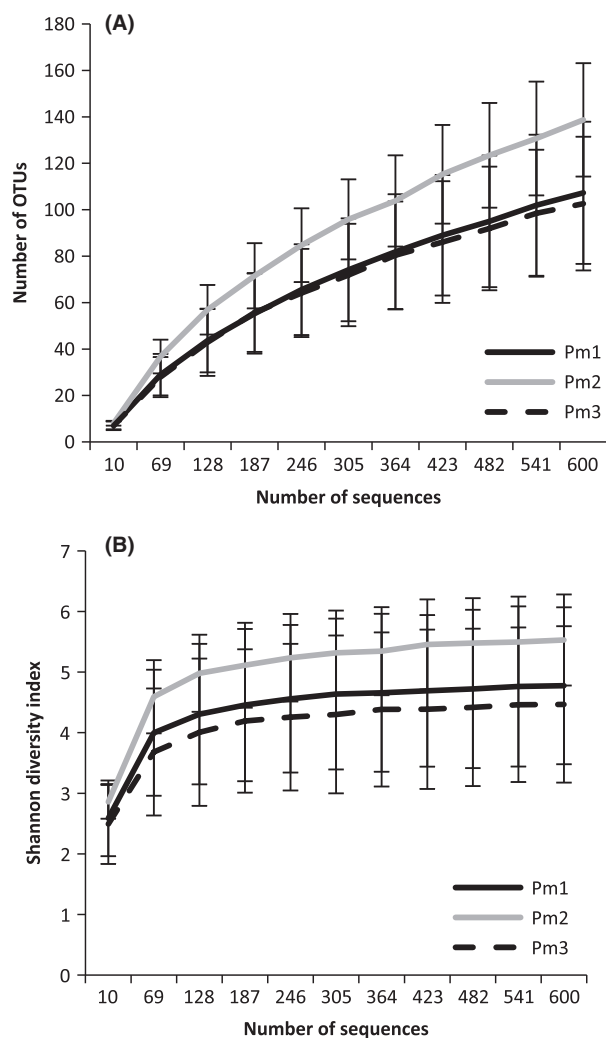 (A)
180
160
140
120
100
80
60
40
20
0
Number of OTUs
Pm1
Pm2
Pm3
10 69 128 187 246 305 364 423 482 541 600
Number of sequences
(B)
7
6
5
4
3
2
1
0
Shannon diversity index
Pm1
Pm2
Pm3
10 69 128 187 246 305 364 423 482 541 600
Number of sequences